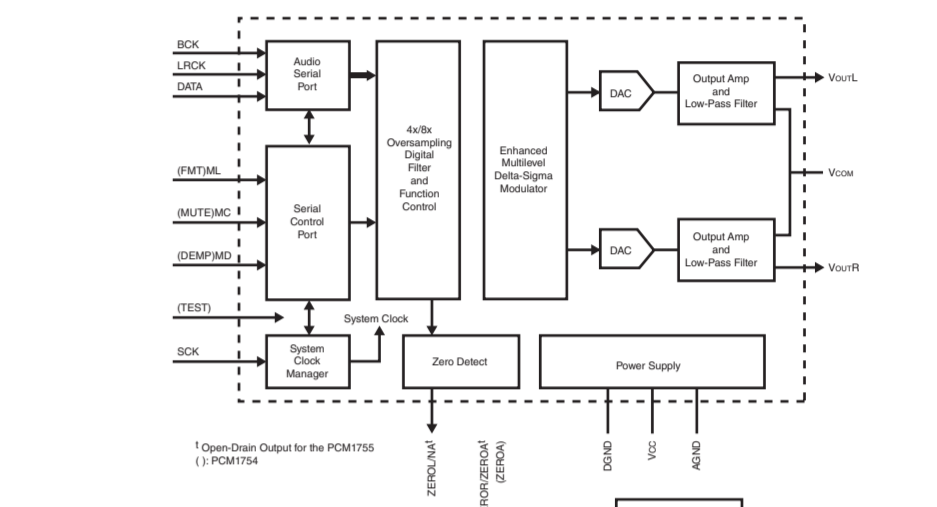 BCK
LRCK
DATA
Audio
Serial
Port
(FMT)ML
(MUTE)MC
(DEMP)MD
Serial
Control
Port
(TEST)
SCK
System
Clock
Manager
System Clock
4x/8x
Oversampling
Digital
Filter
and
Function
Control
Enhanced
Multilevel
Delta-Sigma
Modulator
DAC
Output Amp
and
Low-Pass Filter
VOUTL
VCOM
DAC
Output Amp
and
Low-Pass Filter
VOUTR
Zero Detect
Power Supply
ZEROL/NAt
ROR/ZEROAt
(ZEROA)
DGND
VCC
AGND
t Open-Drain Output for the PCM1755
( ): PCM1754